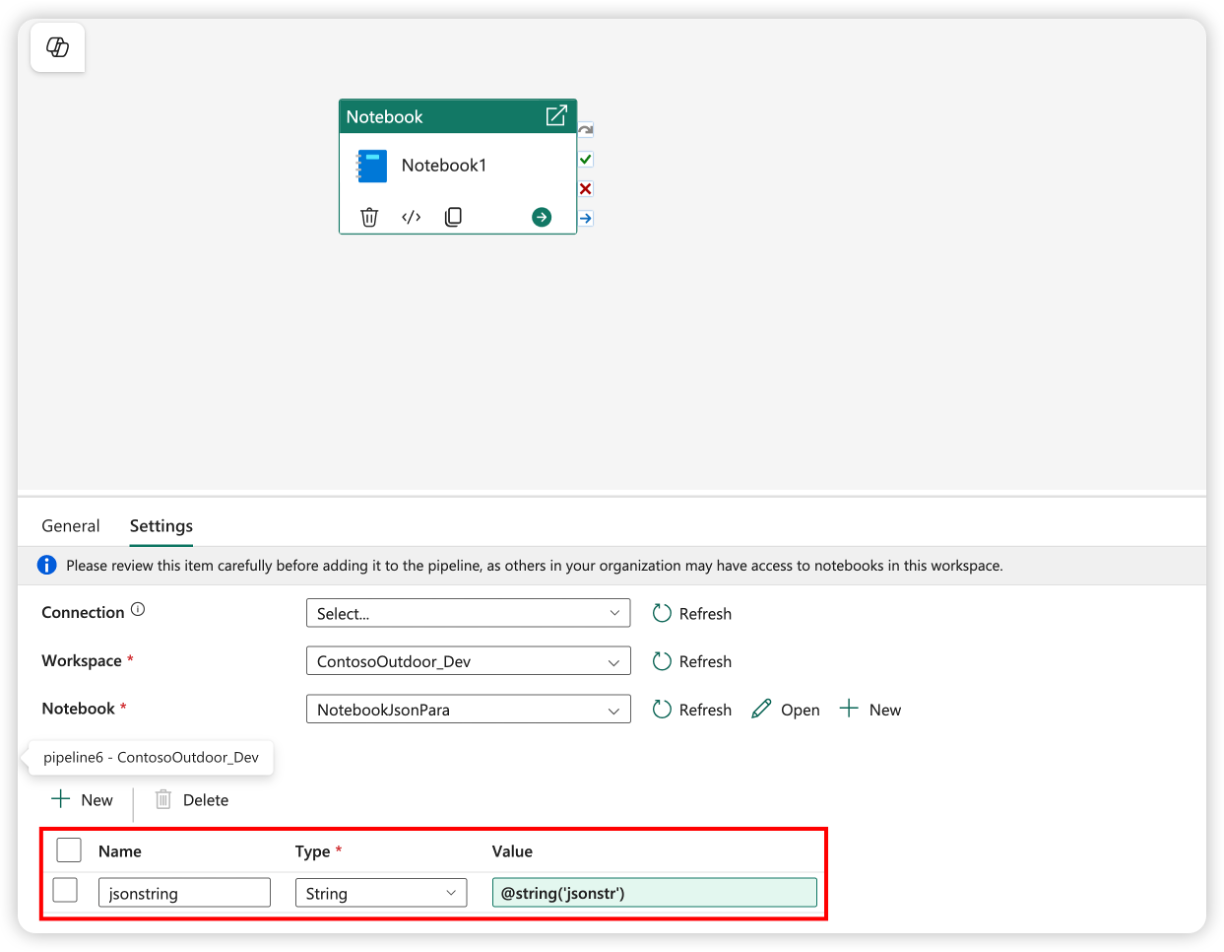 Notebook
Notebook1
General Settings
Please review this item carefully before adding it to the pipeline, as others in your organization may have access to notebooks in this workspace.
Connection Select... Refresh
Workspace * ContosoOutdoor_Dev Refresh
Notebook * NotebookJsonPara Refresh Open New
pipeline6 - ContosoOutdoor_Dev
New Delete
Name Type * Value
jsonstring String @string('jsonstr')